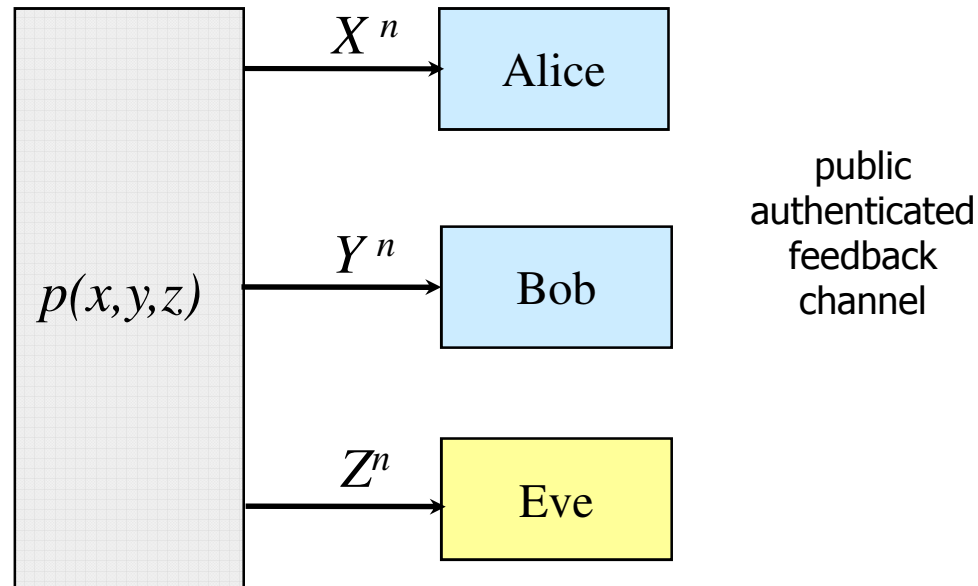 X n
Alice
public
authenticated
feedback
channel
Y n
p(x,y,z)
Bob
Zn
Eve